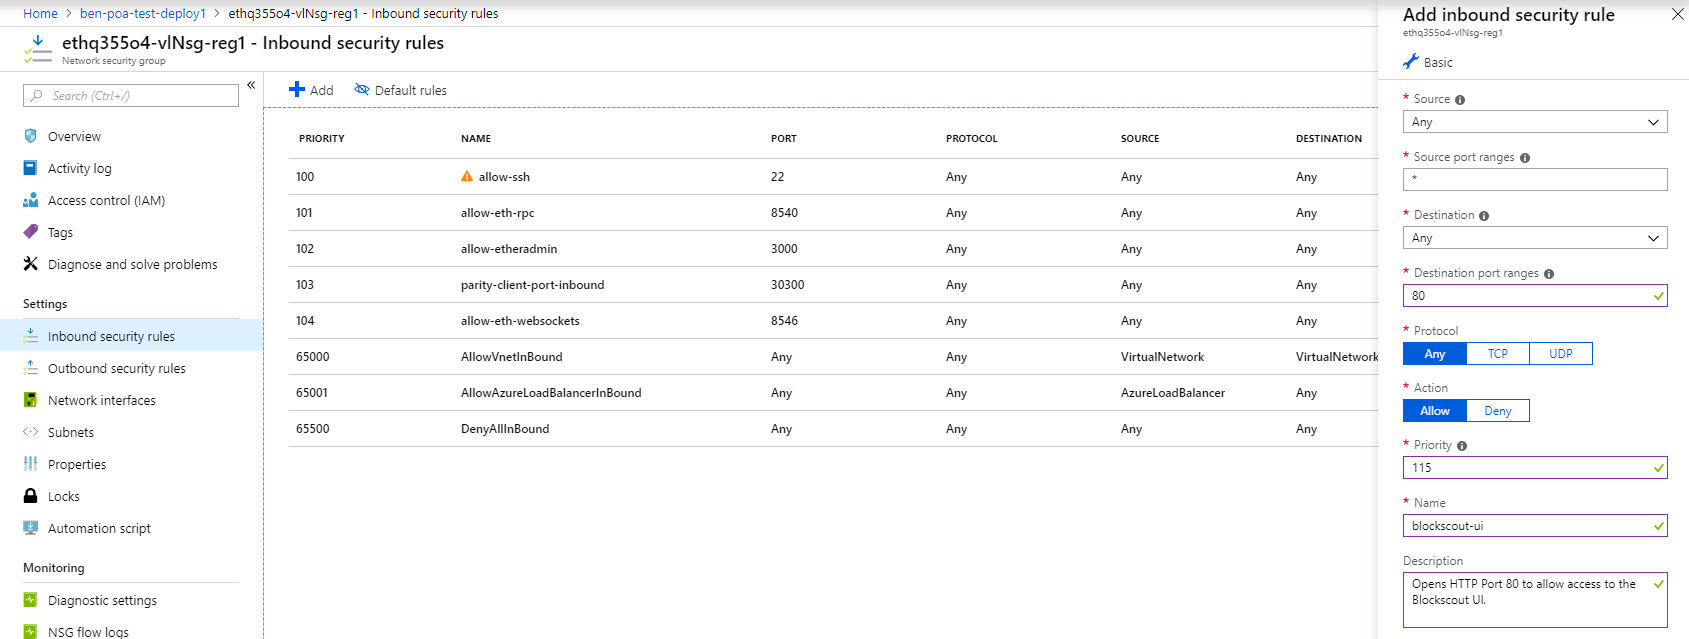 Home > ben-poa-test-deploy1 > ethq355o4-vlNsg-reg1 - Inbound security rules
ethq355o4-vlNsg-reg1 - Inbound security rules
Network security group
Search (Ctrl+/)
«
Overview
Activity log
Access control (IAM)
Tags
Diagnose and solve problems
Settings
Inbound security rules
Outbound security rules
Network interfaces
Subnets
Properties
Locks
Automation script
Monitoring
Diagnostic settings
NSG flow logs
Add Default rules
PRIORITY NAME PORT PROTOCOL SOURCE DESTINATION
100 allow-ssh 22 Any Any Any
101 allow-eth-rpc 8540 Any Any Any
102 allow-etheradmin 3000 Any Any Any
103 parity-client-port-inbound 30300 Any Any Any
104 allow-eth-websockets 8546 Any Any Any
65000 AllowVnetInBound Any Any VirtualNetwork VirtualNetwork
65001 AllowAzureLoadBalancerInBound Any Any AzureLoadBalancer Any
65500 DenyAllInBound Any Any Any Any
Add inbound security rule
ethq355o4-vlNsg-reg1
Basic
* Source
Any
* Source port ranges
*
* Destination
Any
* Destination port ranges
80
* Protocol
Any TCP UDP
* Action
Allow Deny
* Priority
115
* Name
blockscout-ui
Description
Opens HTTP Port 80 to allow access to the
Blockscout UI.